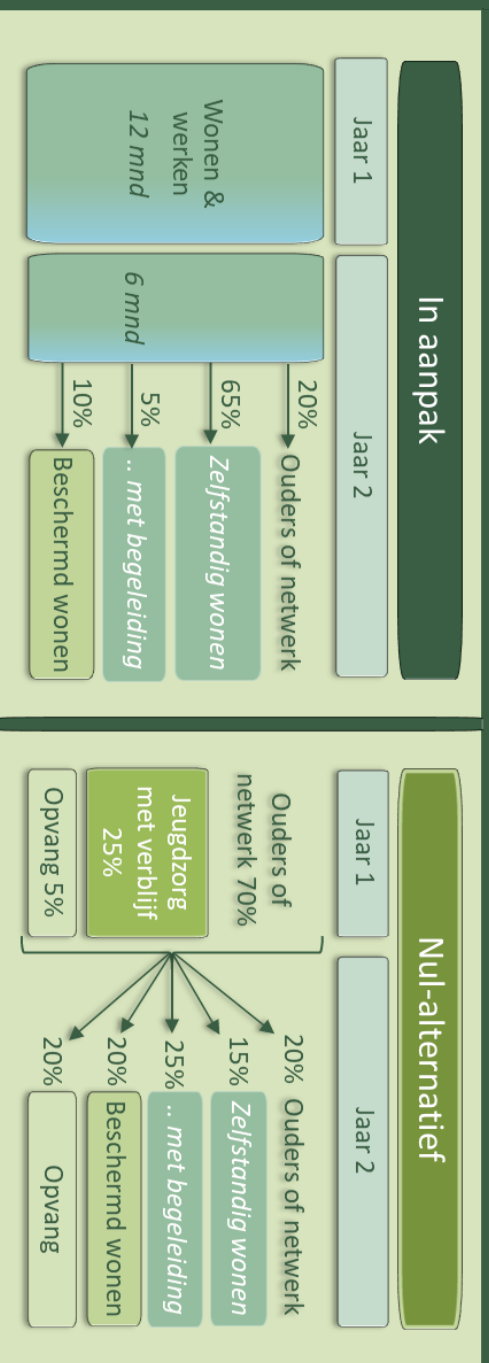 In aanpak
Jaar 1
Jaar 2
Wonen &
werken
12 mnd
6 mnd
20%
Ouders of netwerk
65%
Zelfstandig wonen
5%
.. met begeleiding
10%
Beschermd wonen
Nul-alternatief
Jaar 1
Jaar 2
Ouders of
netwerk 70%
Jeugdzorg
met verblijf
25%
Opvang 5%
20% Ouders of netwerk
15% Zelfstandig wonen
25% .. met begeleiding
20% Beschermd wonen
20% Opvang